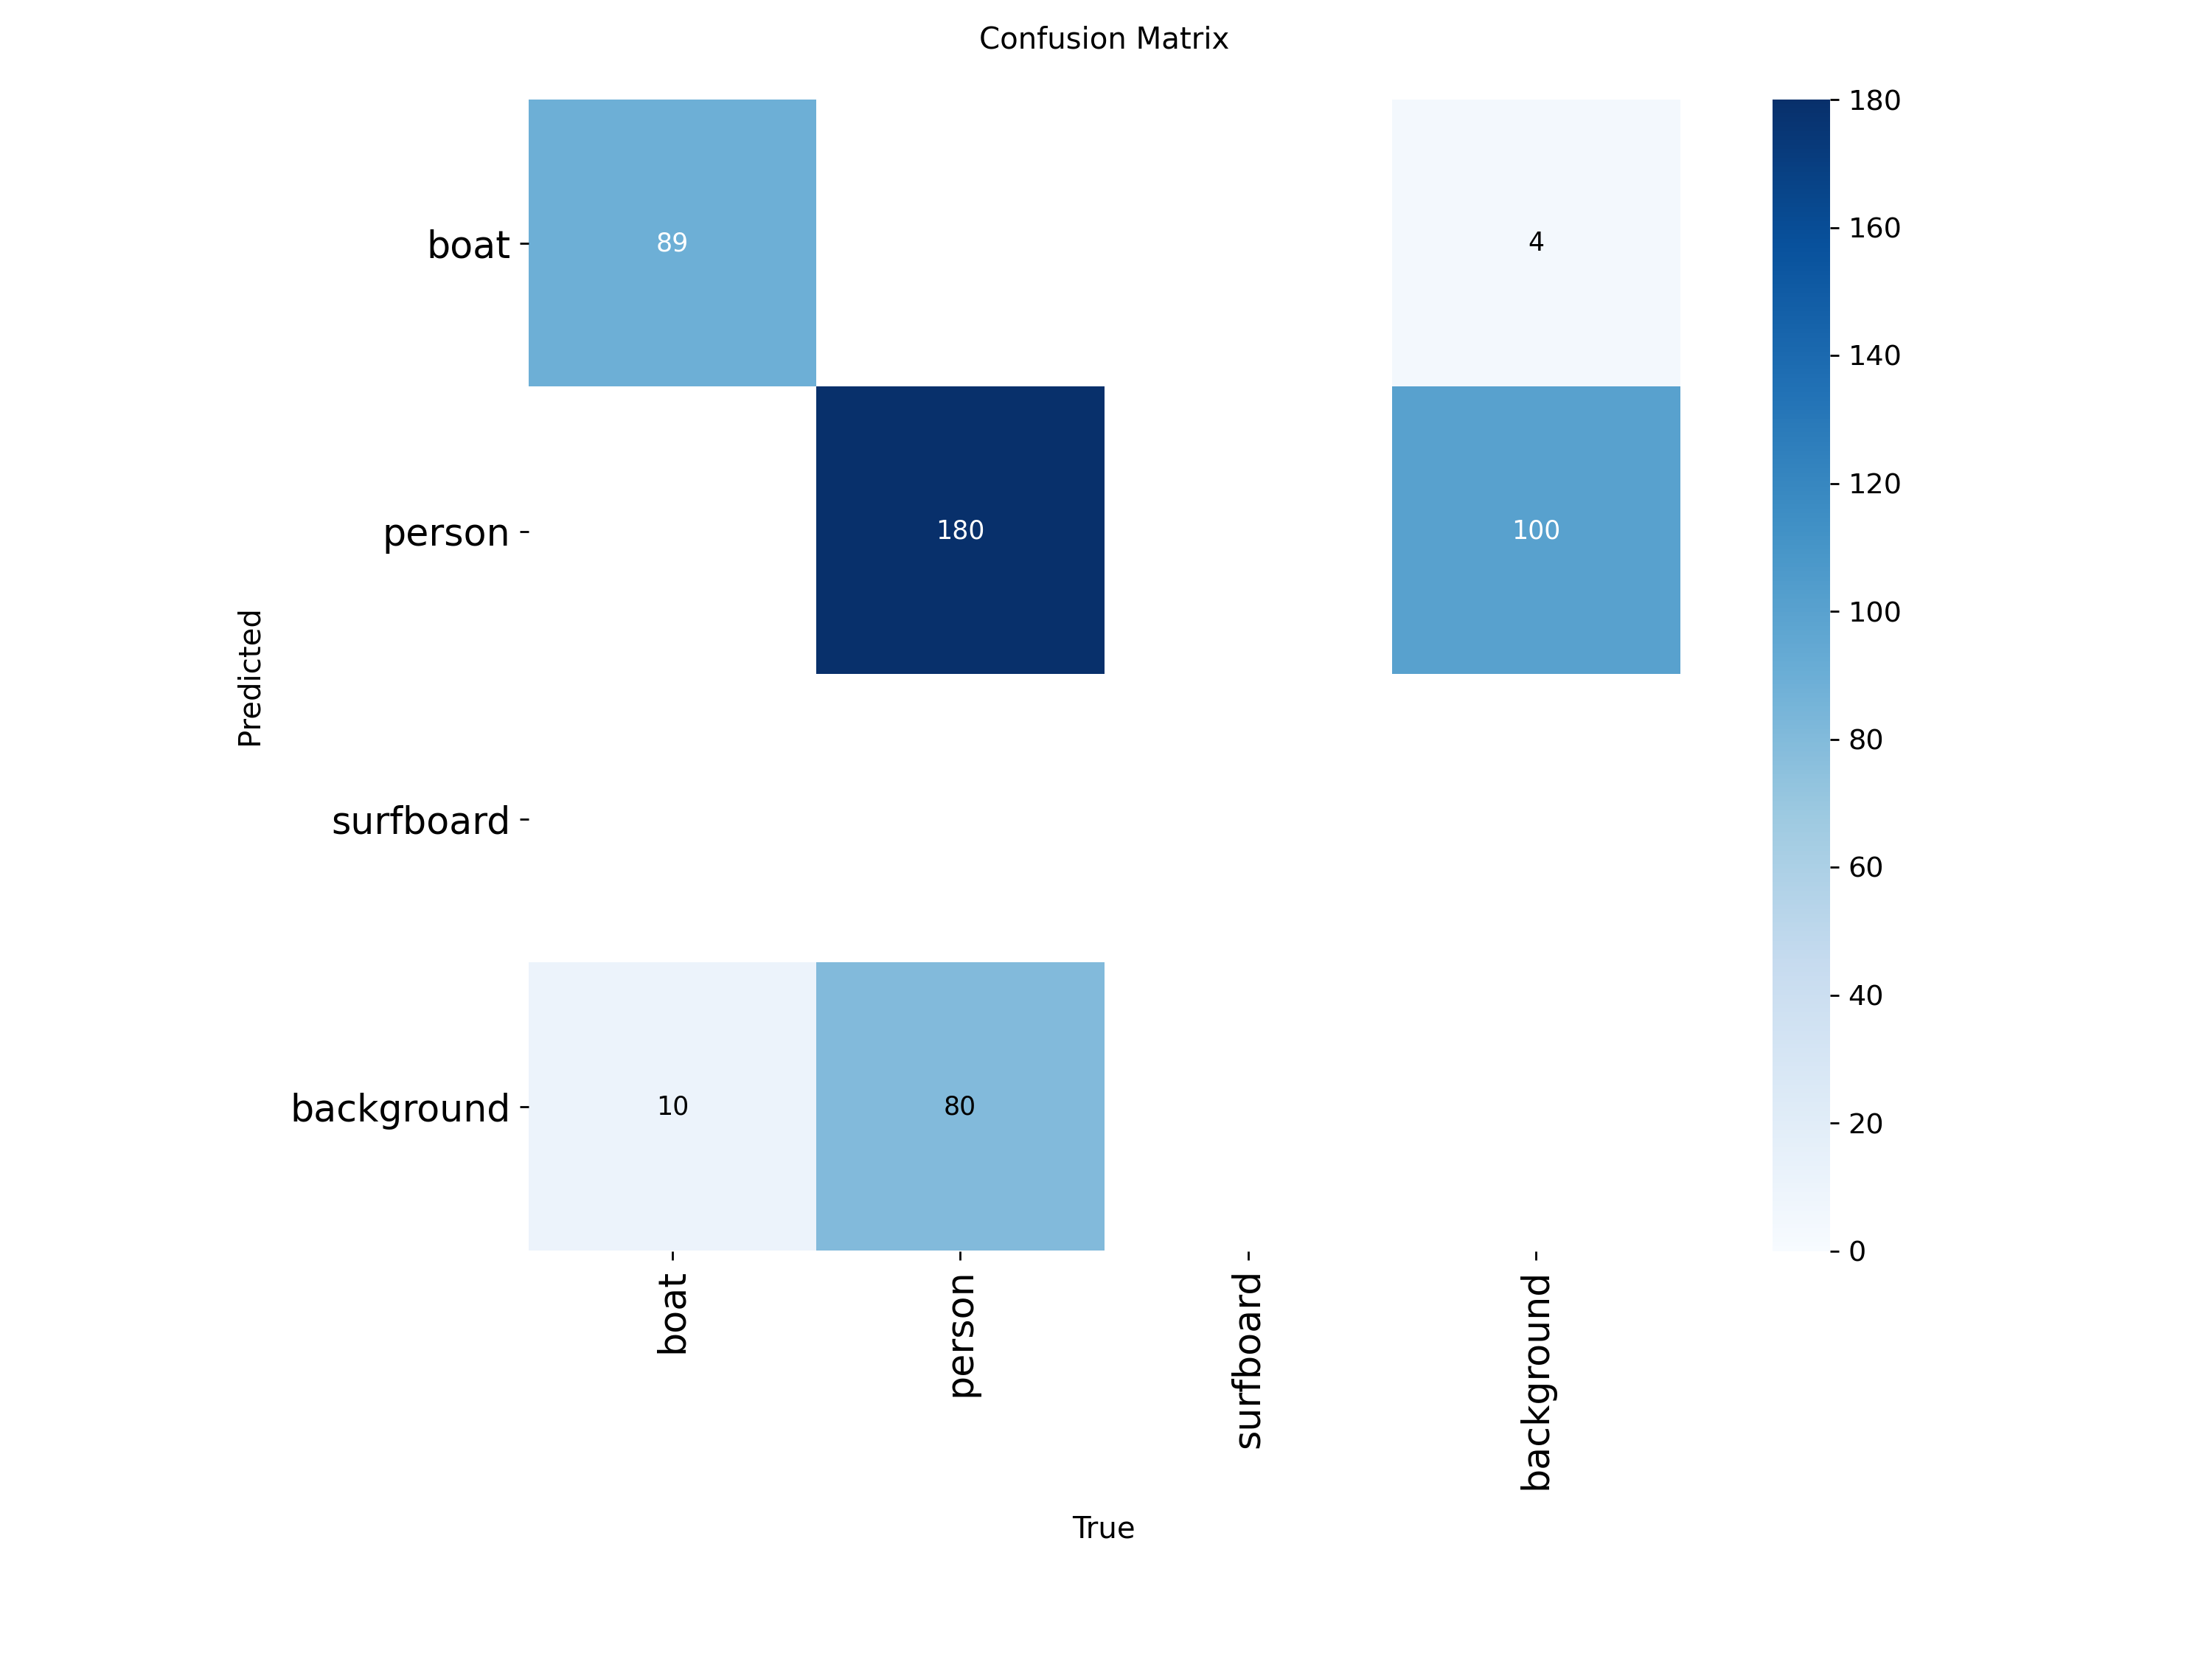 Confusion Matrix
boat
89
4
person
180
100
surfboard
background
10
80
Predicted
boat
person
surfboard
background
True
180
160
140
120
100
80
60
40
20
0